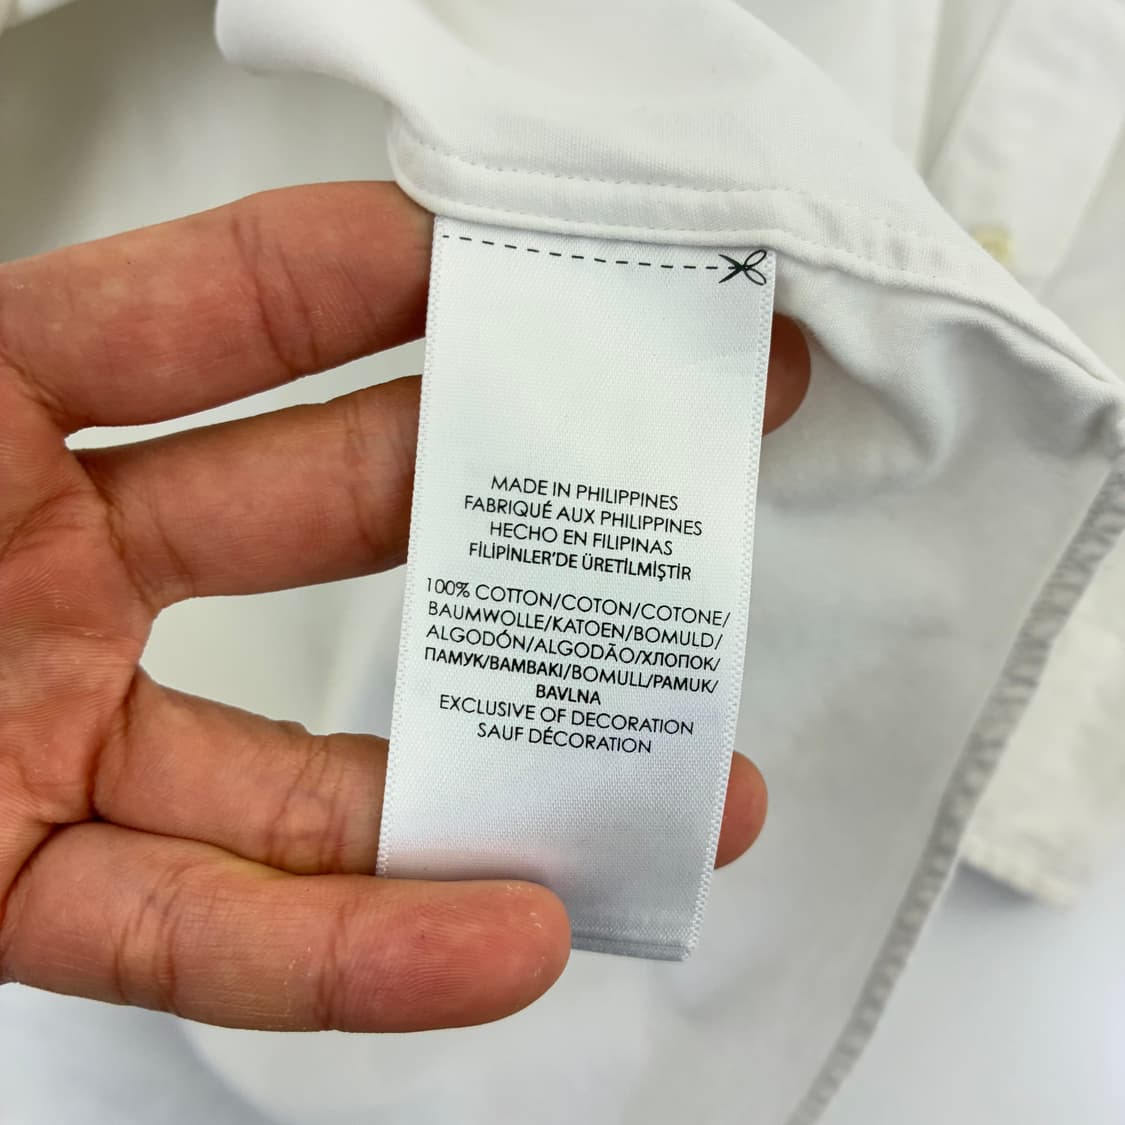 MADE IN PHILIPPINES
FABRIQUÉ AUX PHILIPPINES
HECHO EN FILIPINAS
FİLİPİNLER'DE ÜRETİLMİŞTİR
100% COTTON/COTON/COTONE/
BAUMWOLLE/KATOEN/BOMULD/
ALGODÓN/ALGODÃO/ХЛОПОК/
ПАМУК/ΒΑΜΒΑΚΙ/BOMULL/PAMUK/
BAVLNA
EXCLUSIVE OF DECORATION
SAUF DÉCORATION